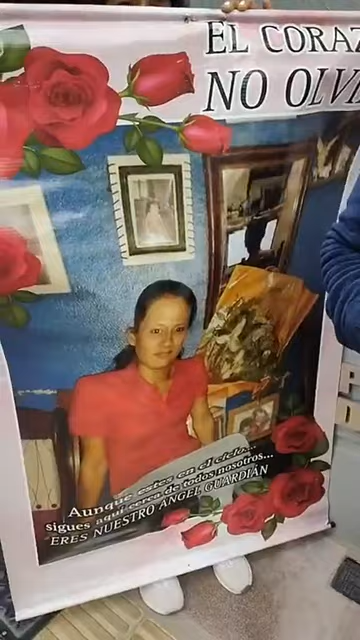 EL CORAZ
NO OLVI
Aunque estes en el cielo...
sigues aqui cerca de todos nosotros...
ERES NUESTRO ANGEL GUARDIAN